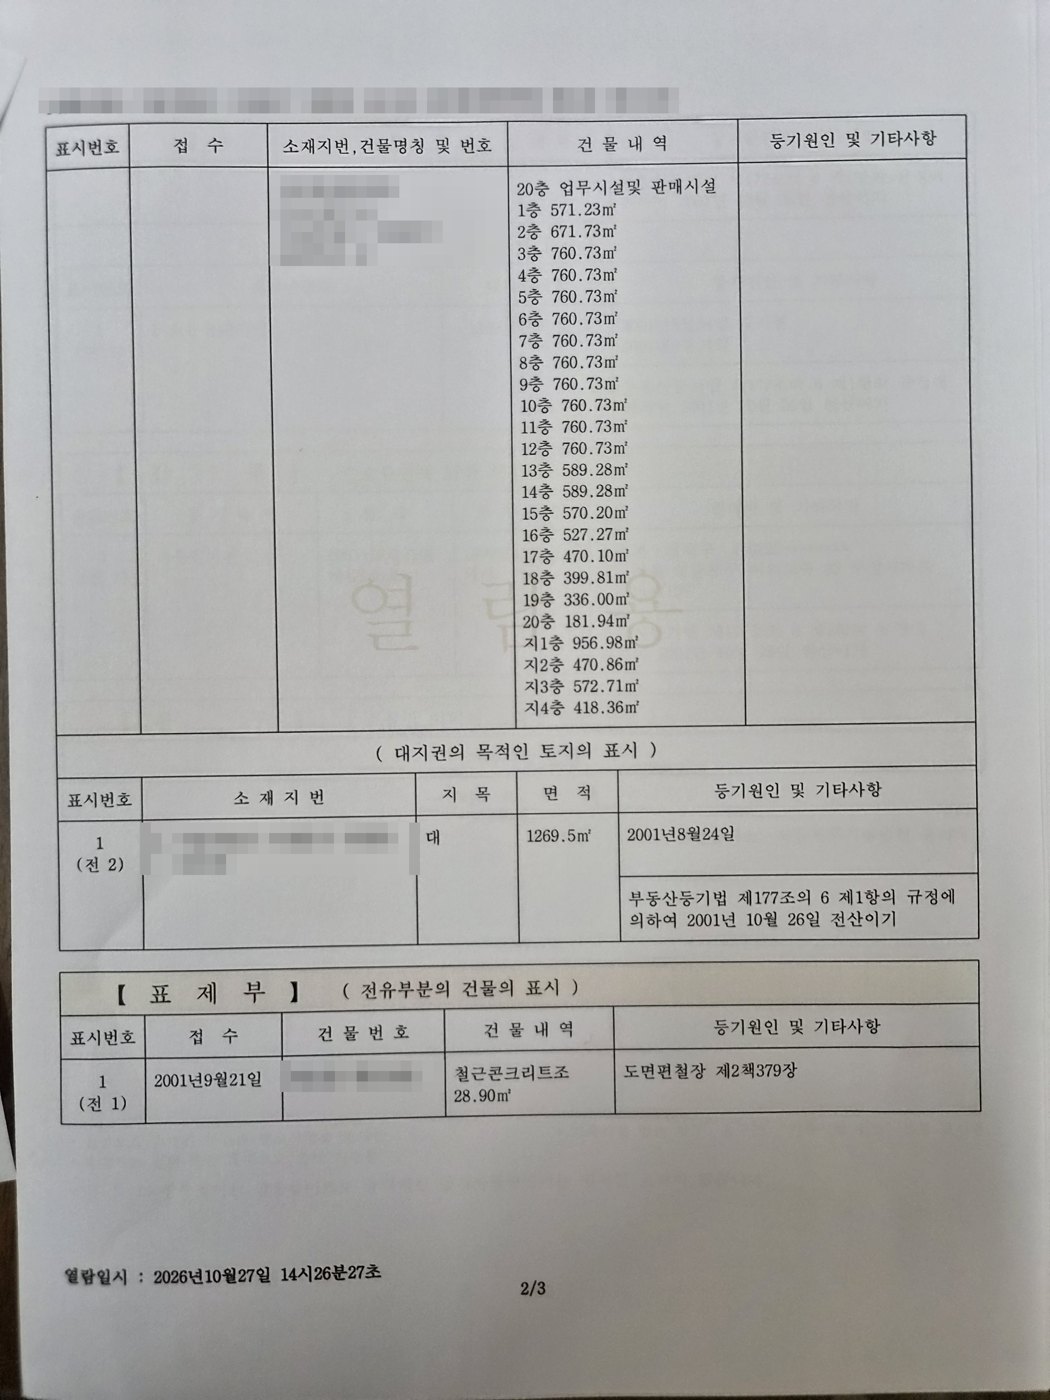 표시번호 접 수 소재지번,건물명칭 및 번호 건 물 내 역 등기원인 및 기타사항
20층 업무시설및 판매시설
1층 571.23㎡
2층 671.73㎡
3층 760.73㎡
4층 760.73㎡
5층 760.73㎡
6층 760.73㎡
7층 760.73㎡
8층 760.73㎡
9층 760.73㎡
10층 760.73㎡
11층 760.73㎡
12층 760.73㎡
13층 589.28㎡
14층 589.28㎡
15층 570.20㎡
16층 527.27㎡
17층 470.10㎡
18층 399.81㎡
19층 336.00㎡
20층 181.94㎡
지1층 956.98㎡
지2층 470.86㎡
지3층 572.71㎡
지4층 418.36㎡
열 람 용
( 대지권의 목적인 토지의 표시 )
표시번호 소 재 지 번 지 목 면 적 등기원인 및 기타사항
1 대 1269.5㎡ 2001년8월24일
(전 2)
부동산등기법 제177조의 6 제1항의 규정에
의하여 2001년 10월 26일 전산이기
【 표 제 부 】 ( 전유부분의 건물의 표시 )
표시번호 접 수 건 물 번 호 건 물 내 역 등기원인 및 기타사항
1 2001년9월21일 철근콘크리트조 도면편철장 제2책379장
(전 1) 28.90㎡
열람일시 : 2026년10월27일 14시26분27초
2/3